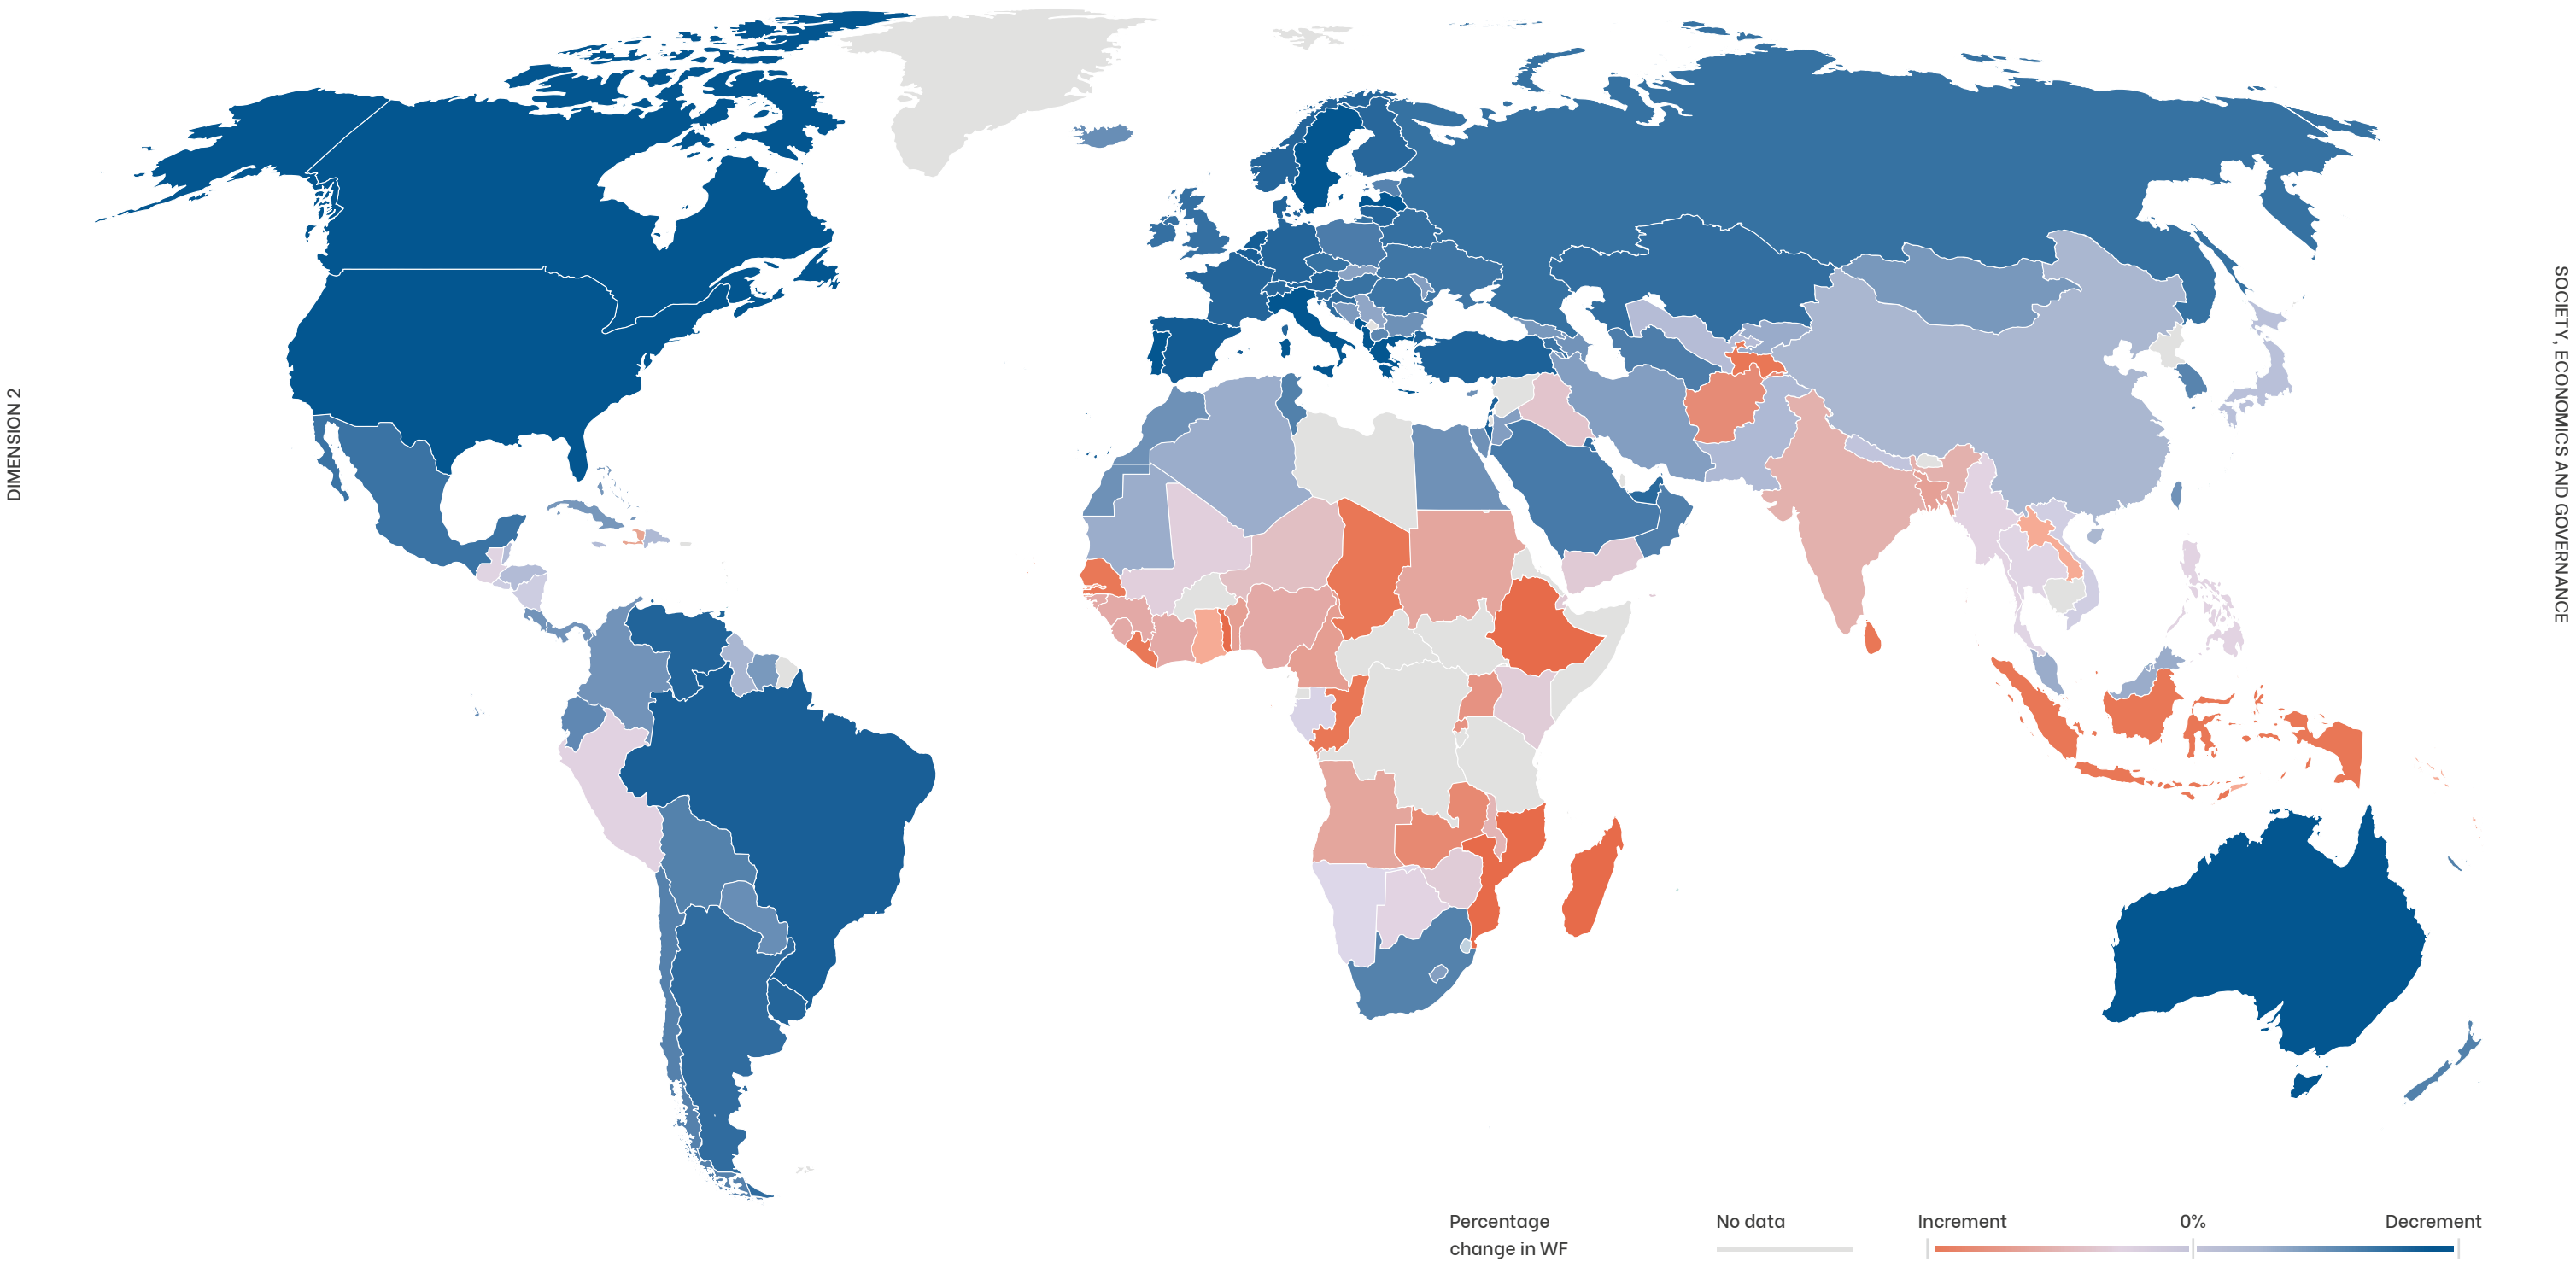 DIMENSION 2
SOCIETY, ECONOMICS AND GOVERNANCE
Percentage
change in WF
No data
Increment
0%
Decrement